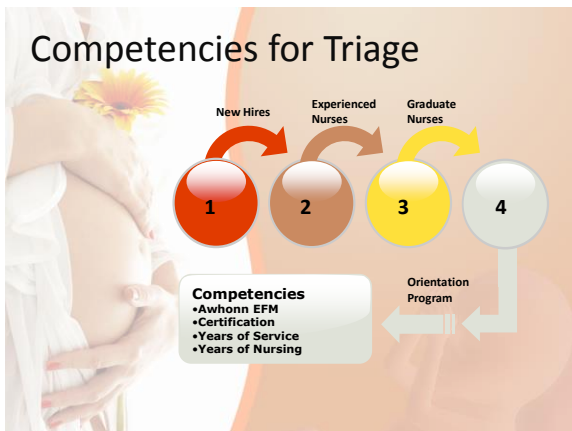 Competencies for Triage
New Hires
Experienced
Nurses
Graduate
Nurses
1
2
3
4
Orientation
Program
Competencies
•Awhonn EFM
•Certification
•Years of Service
•Years of Nursing